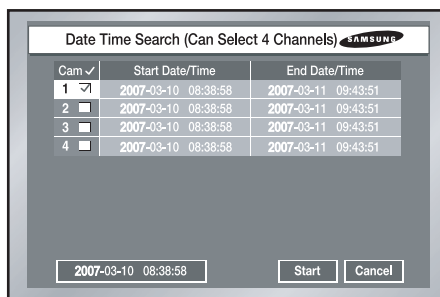 Date Time Search (Can Select 4 Channels) SAMSUNG
Cam ✓ Start Date/Time End Date/Time
1 2007-03-10 08:38:58 2007-03-11 09:43:51
2 2007-03-10 08:38:58 2007-03-11 09:43:51
3 2007-03-10 08:38:58 2007-03-11 09:43:51
4 2007-03-10 08:38:58 2007-03-11 09:43:51
2007-03-10 08:38:58 Start Cancel